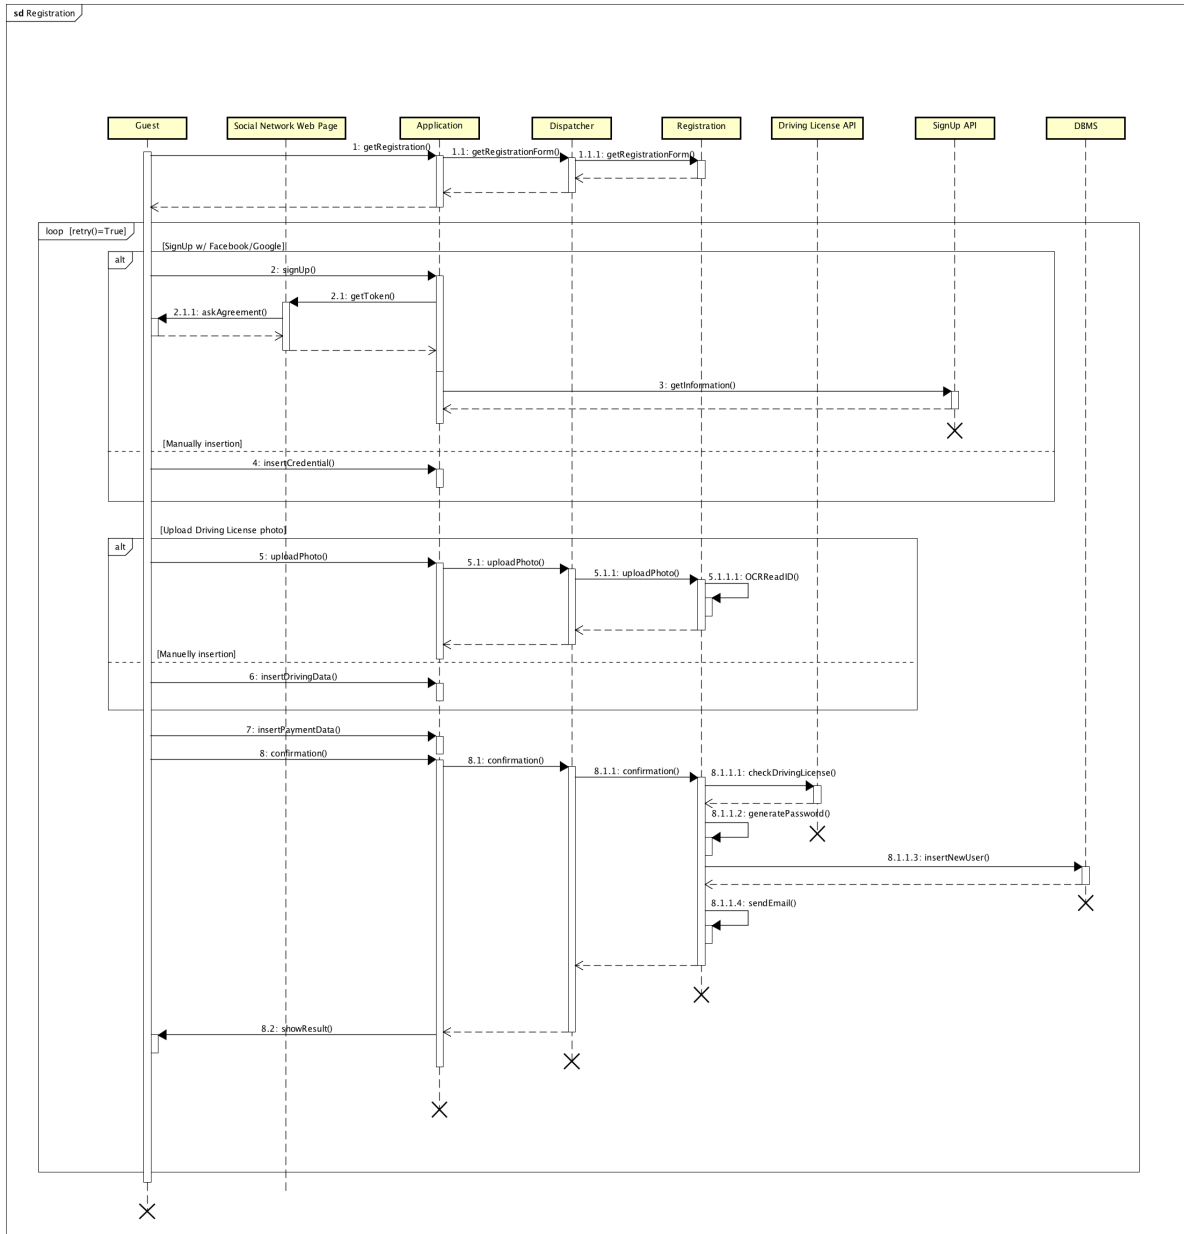 sd Registration
Guest
Social Network Web Page
Application
Dispatcher
Registration
Driving License API
SignUp API
DBMS
1: getRegistration()
1.1: getRegistrationForm()
1.1.1: getRegistrationForm()
loop [retry()=True]
[SignUp w/ Facebook/Google]
alt
2: signUp()
2.1: getToken()
2.1.1: askAgreement()
3: getInformation()
[Manually insertion]
4: insertCredential()
[Upload Driving License photo]
alt
5: uploadPhoto()
5.1: uploadPhoto()
5.1.1: uploadPhoto()
5.1.1.1: OCRReadID()
[Manuelly insertion]
6: insertDrivingData()
7: insertPaymentData()
8: confirmation()
8.1: confirmation()
8.1.1: confirmation()
8.1.1.1: checkDrivingLicense()
8.1.1.2: generatePassword()
8.1.1.3: insertNewUser()
8.1.1.4: sendEmail()
8.2: showResult()